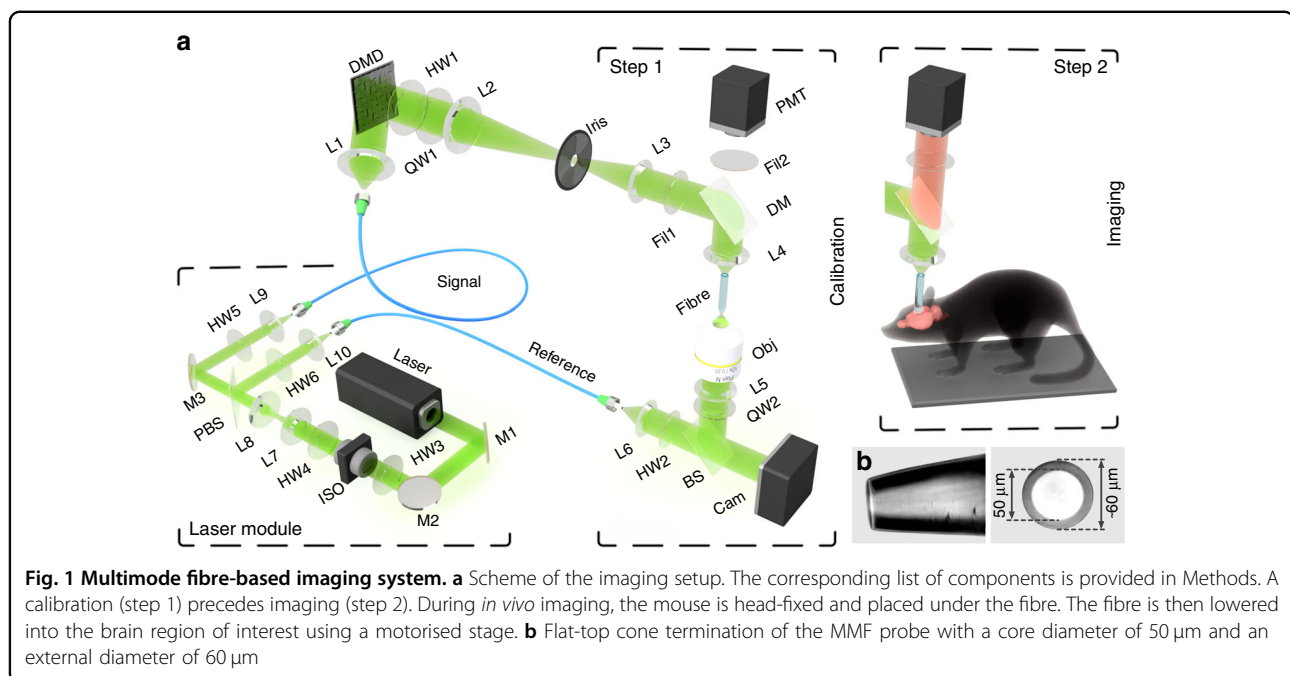 a
DMD
HW1
L2
L1
QW1
Iris
L3
Fil1
Step 1
PMT
Fil2
DM
L4
Calibration
Step 2
Imaging
Signal
Fibre
Obj
Plan N
L5
QW2
Reference
L9
HW5
L10
HW6
Laser
M3
PBS
L8
L7
HW4
ISO
HW3
M1
M2
L6
HW2
BS
Cam
Laser module
b
50 µm
-60 µm
Fig. 1 Multimode fibre-based imaging system. a Scheme of the imaging setup. The corresponding list of components is provided in Methods. A
calibration (step 1) precedes imaging (step 2). During in vivo imaging, the mouse is head-fixed and placed under the fibre. The fibre is then lowered
into the brain region of interest using a motorised stage. b Flat-top cone termination of the MMF probe with a core diameter of 50 µm and an
external diameter of 60 µm